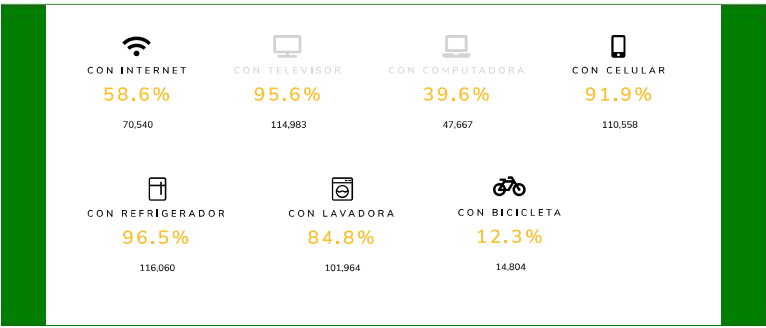 CON INTERNET CON TELEVISOR CON COMPUTADORA CON CELULAR
58.6% 95.6% 39.6% 91.9%
70,540 114,983 47,667 110,558
CON REFRIGERADOR CON LAVADORA CON BICICLETA
96.5% 84.8% 12.3%
116,060 101,964 14,804